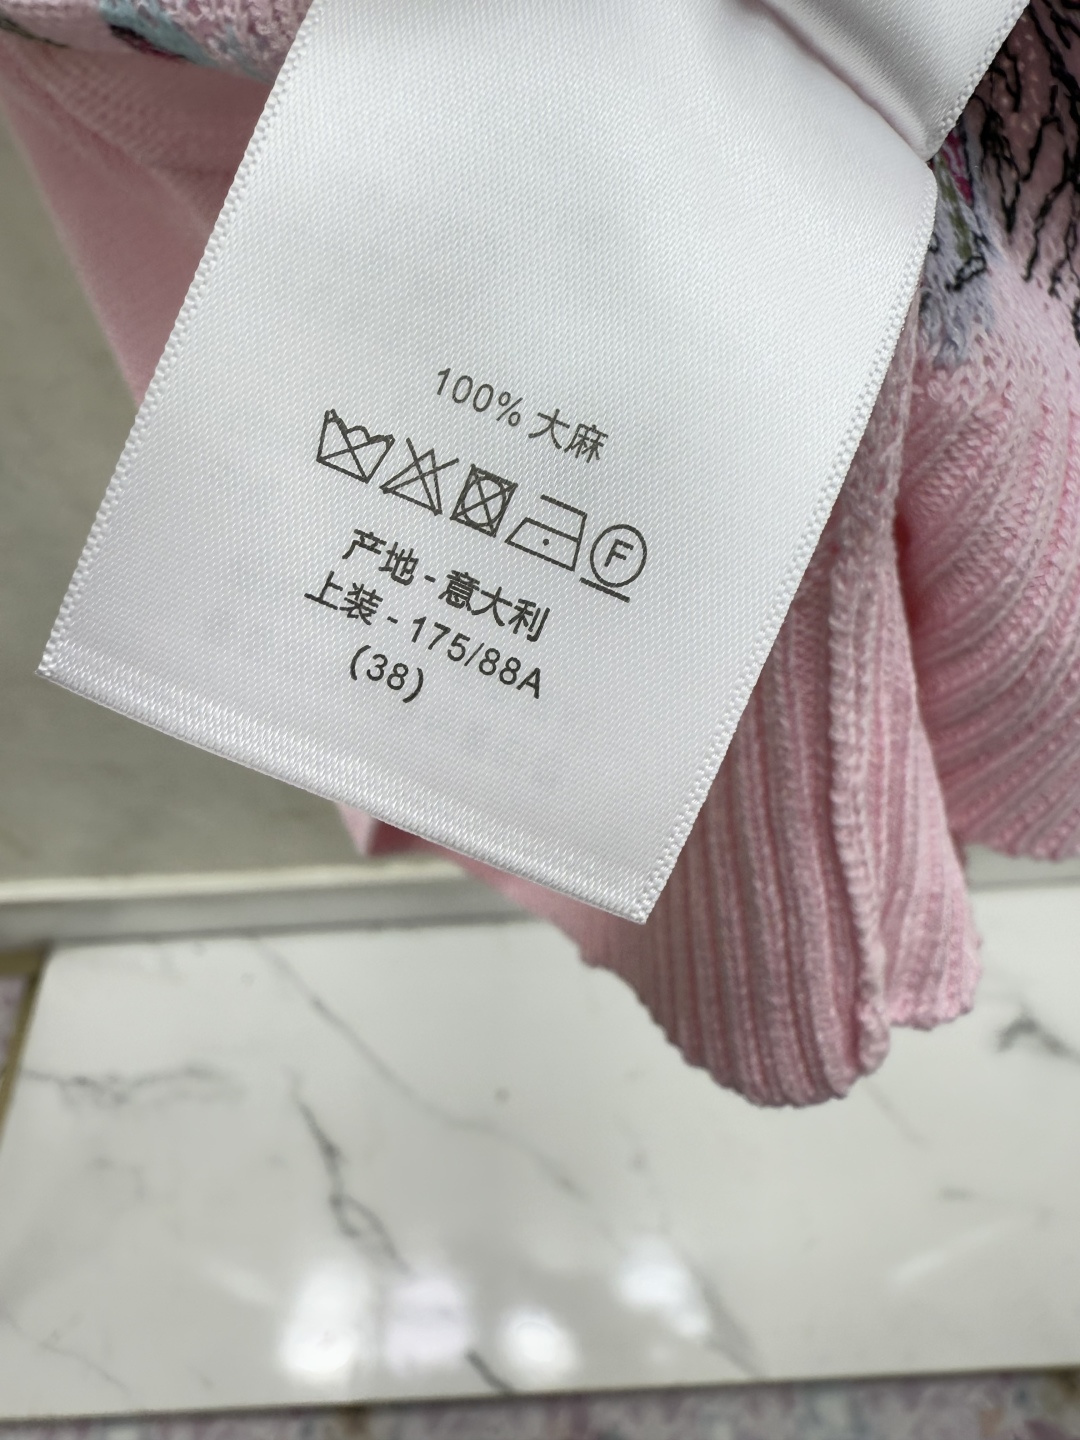 100% 大麻
F
产地 - 意大利
上装 - 175/88A
(38)